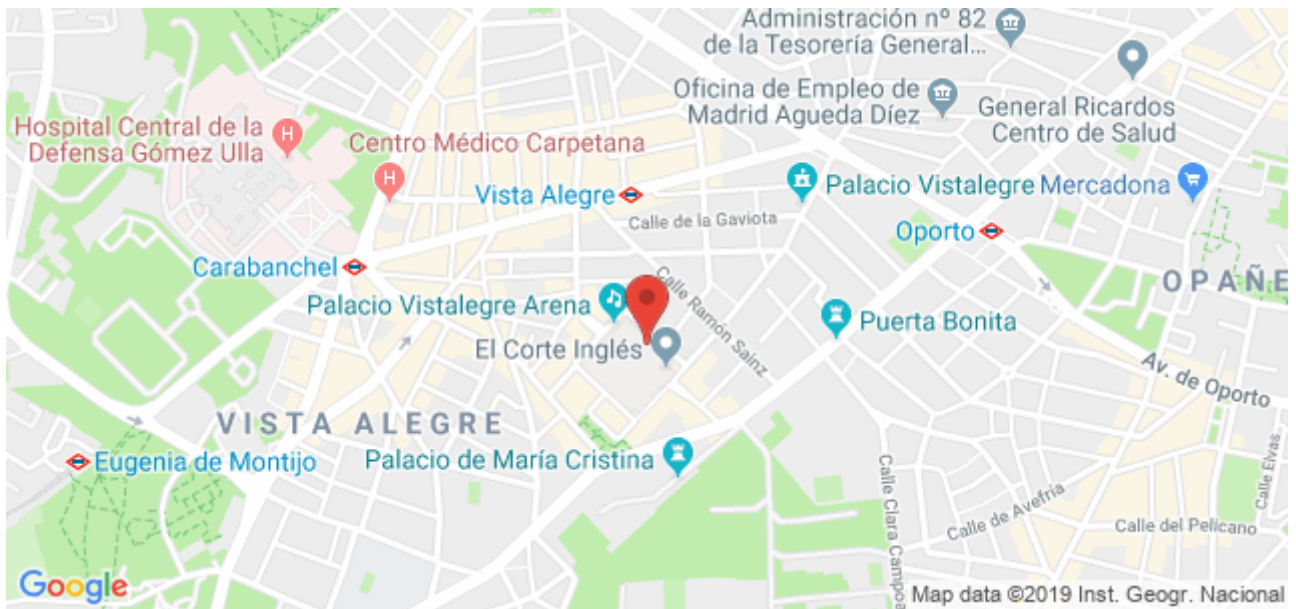 Administración nº 82
de la Tesorería General...
Oficina de Empleo de
Madrid Agueda Díez
General Ricardos
Centro de Salud
Hospital Central de la
Defensa Gómez Ulla
Centro Médico Carpetana
Vista Alegre
Palacio Vistalegre
Mercadona
Calle de la Gaviota
Oporto
Carabanchel
OPAÑE
Palacio Vistalegre Arena
Calle Ramón Sainz
Puerta Bonita
El Corte Inglés
Av. de Oporto
VISTA ALEGRE
Eugenia de Montijo
Palacio de María Cristina
Calle Elvas
Calle Clara Campoa
Calle de Avefría
Calle del Pelícano
Google
Map data ©2019 Inst. Geogr. Nacional